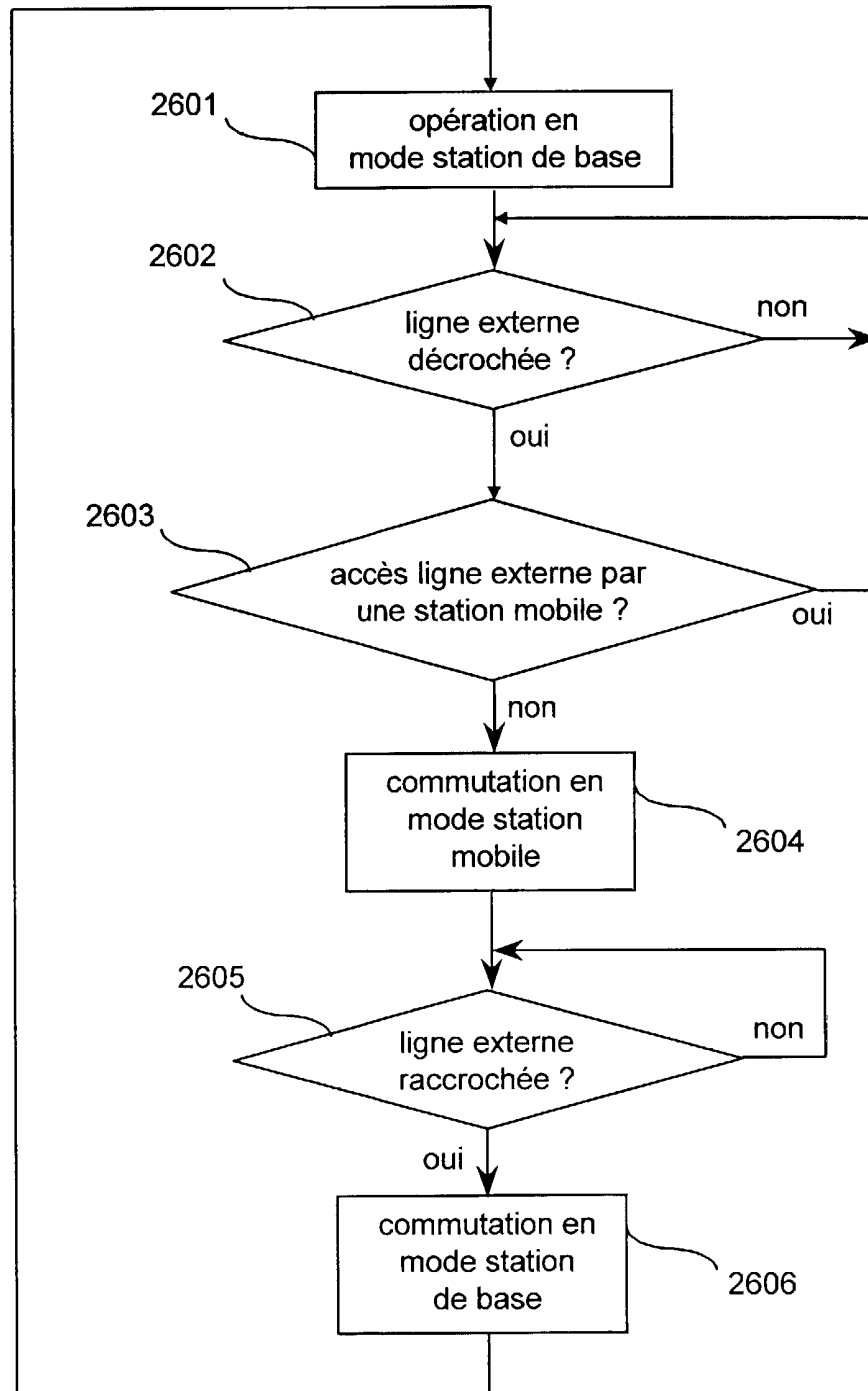 2601
opération en
mode station de base
2602
ligne externe
décrochée ?
non
oui
2603
accès ligne externe par
une station mobile ?
oui
non
commutation en
mode station
mobile
2604
2605
ligne externe
raccrochée ?
non
oui
commutation en
mode station
de base
2606